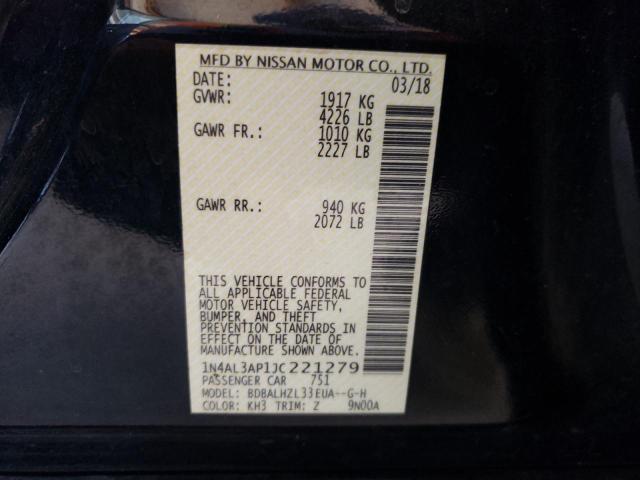 MFD BY NISSAN MOTOR CO., LTD.
DATE: 03/18
GVWR: 1917 KG
4226 LB
GAWR FR.: 1010 KG
2227 LB
GAWR RR.: 940 KG
2072 LB
THIS VEHICLE CONFORMS TO
ALL APPLICABLE FEDERAL
MOTOR VEHICLE SAFETY,
BUMPER, AND THEFT
PREVENTION STANDARDS IN
EFFECT ON THE DATE OF
MANUFACTURE SHOWN ABOVE.
1N4AL3AP1JC221279
PASSENGER CAR 751
MODEL: BDBALHZL33EUA--G-H
COLOR: KH3 TRIM: Z 9N00A